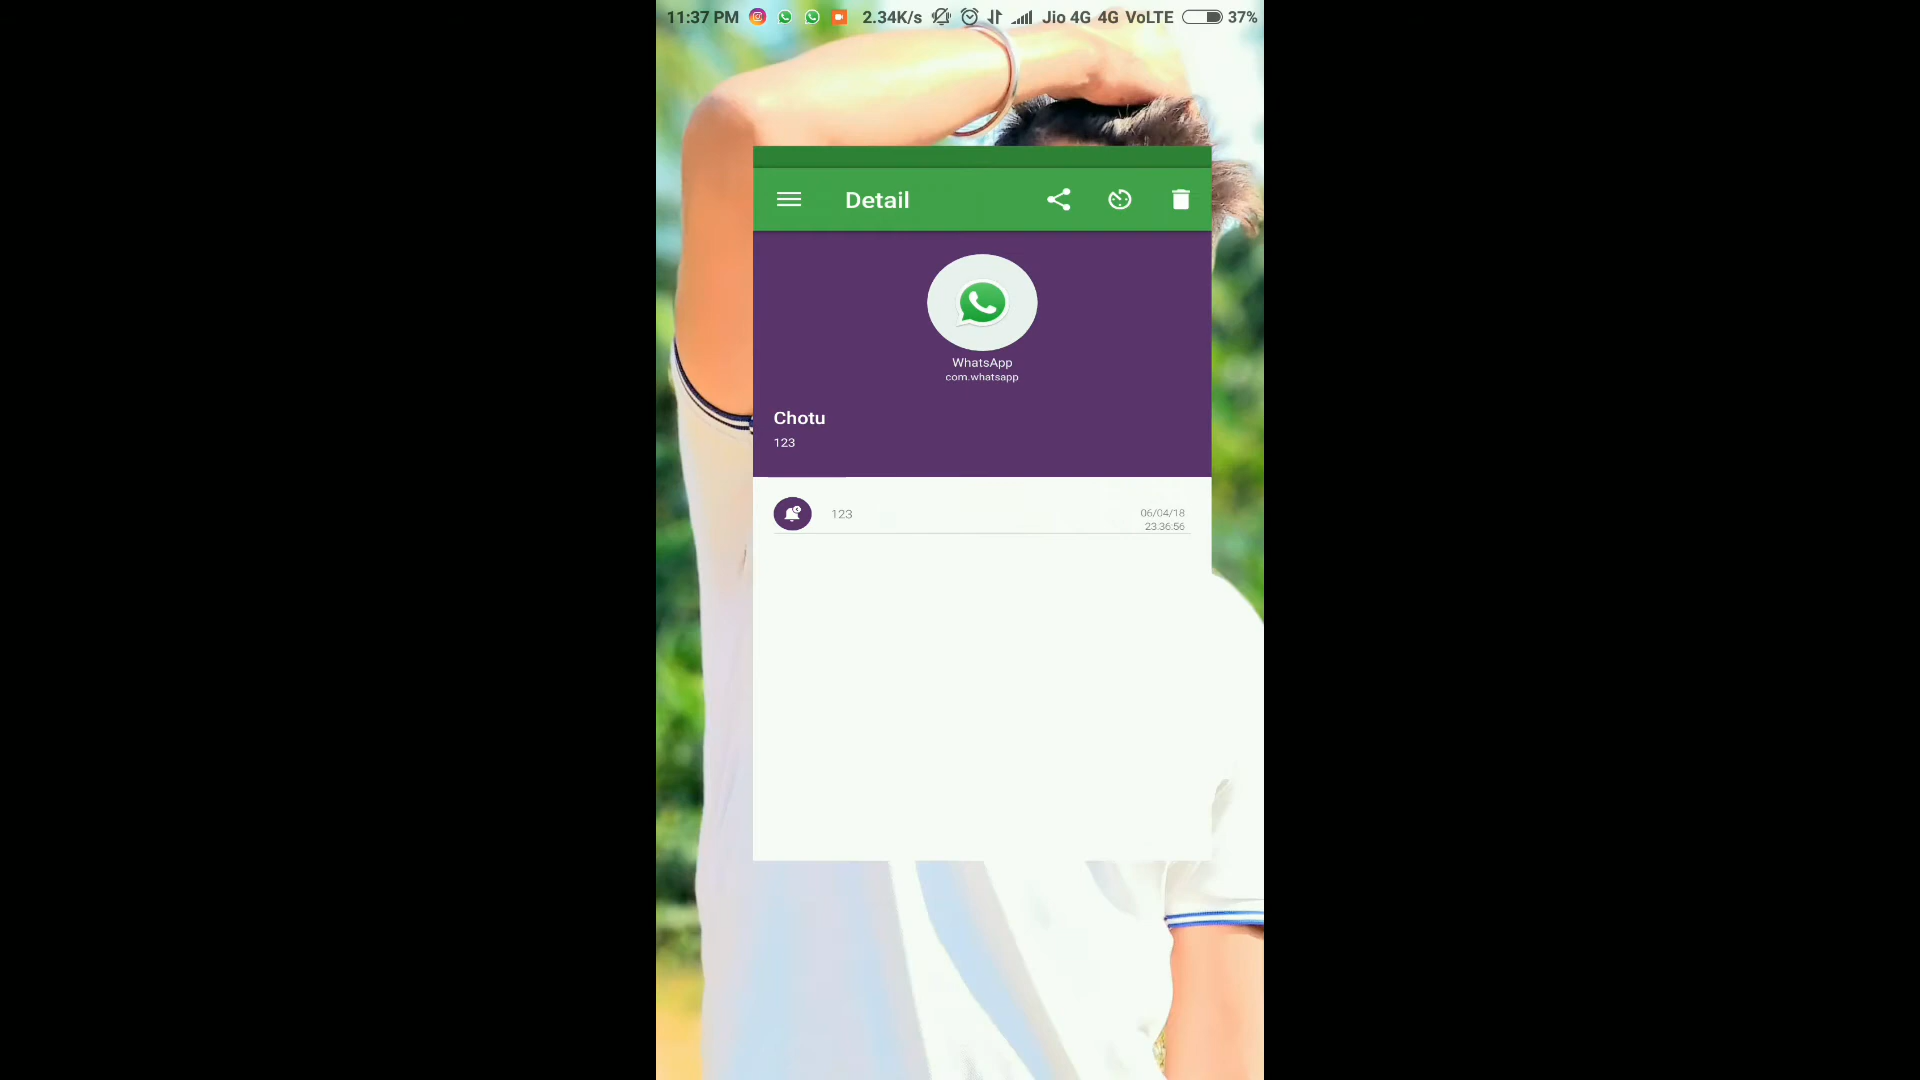 11:37 PM 2.34K/s Jio 4G 4G VoLTE 37%
Detail
WhatsApp
com.whatsapp
Chotu
123
123
06/04/18
23:36:56